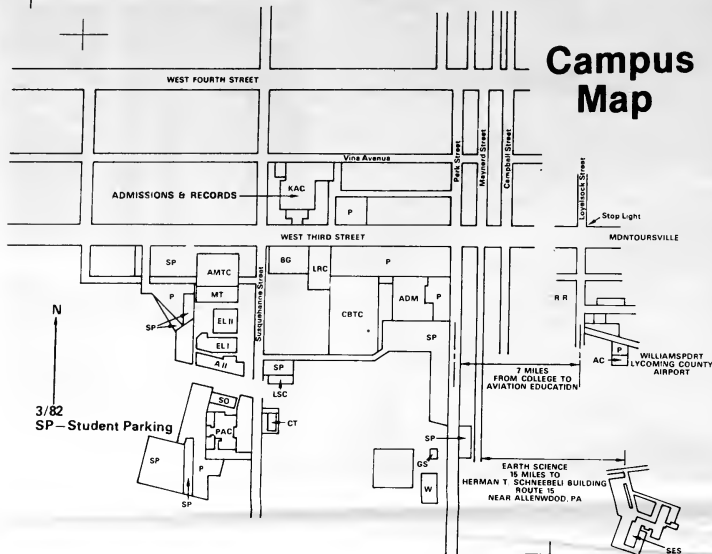 Campus
Map
WEST FOURTH STREET
Vine Avenue
Park Street
Maynard Street
Campbell Street
Loyalsock Street
Stop Light
ADMISSIONS & RECORDS
KAC
P
WEST THIRD STREET
MONTOURSVILLE
SP
AMTC
BG
LRC
P
Susquehanna Street
P
MT
CBTC
ADM
P
R R
N
SP
EL II
SP
EL I
A II
P
AC
WILLIAMSPORT
LYCOMING COUNTY
AIRPORT
SP
LSC
7 MILES
FROM COLLEGE TO
AVIATION EDUCATION
3/82
SP—Student Parking
SO
PAC
CT
SP
SP
P
SP
GS
W
EARTH SCIENCE
15 MILES TO
HERMAN T. SCHNEEBELI BUILDING
ROUTE 15
NEAR ALLENWOOD, PA
SES